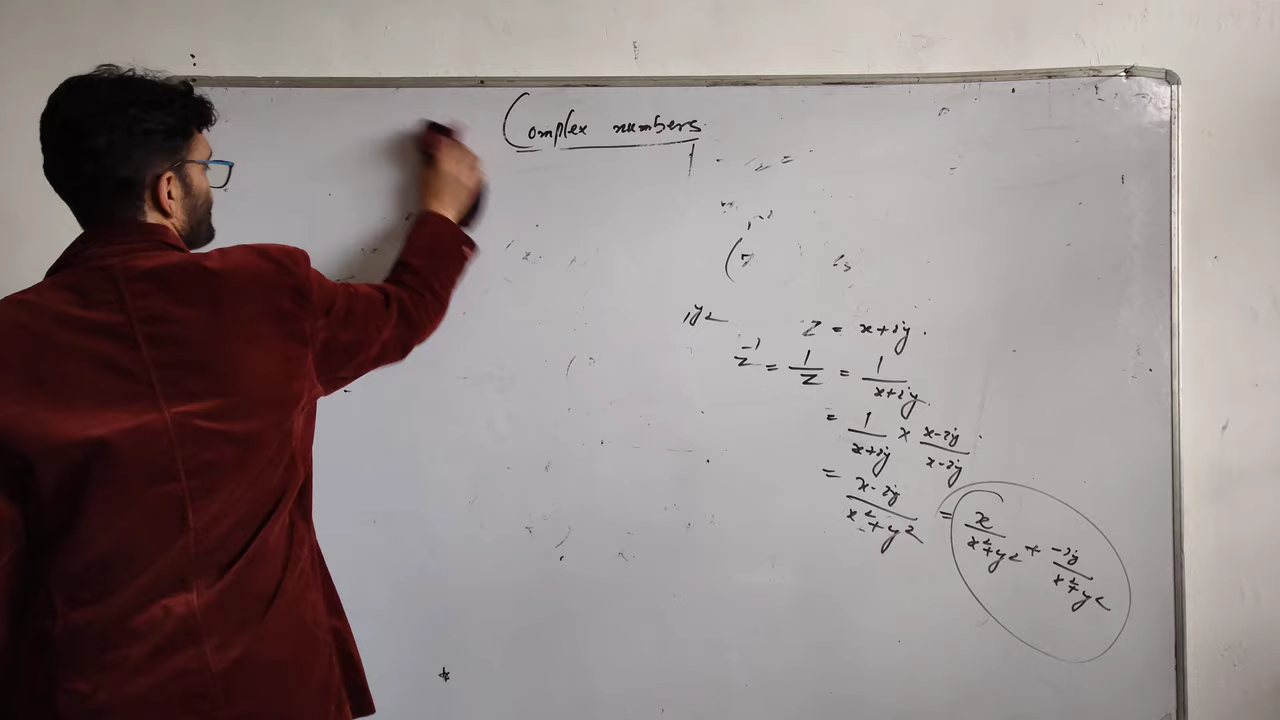 Complex numbers
z = x+iy.
z⁻¹ = 1/z = 1/(x+iy).
= 1/(x+iy) × (x-iy)/(x-iy)
= (x-iy)/(x²+y²) = x/(x²+y²) + -iy/(x²+y²)